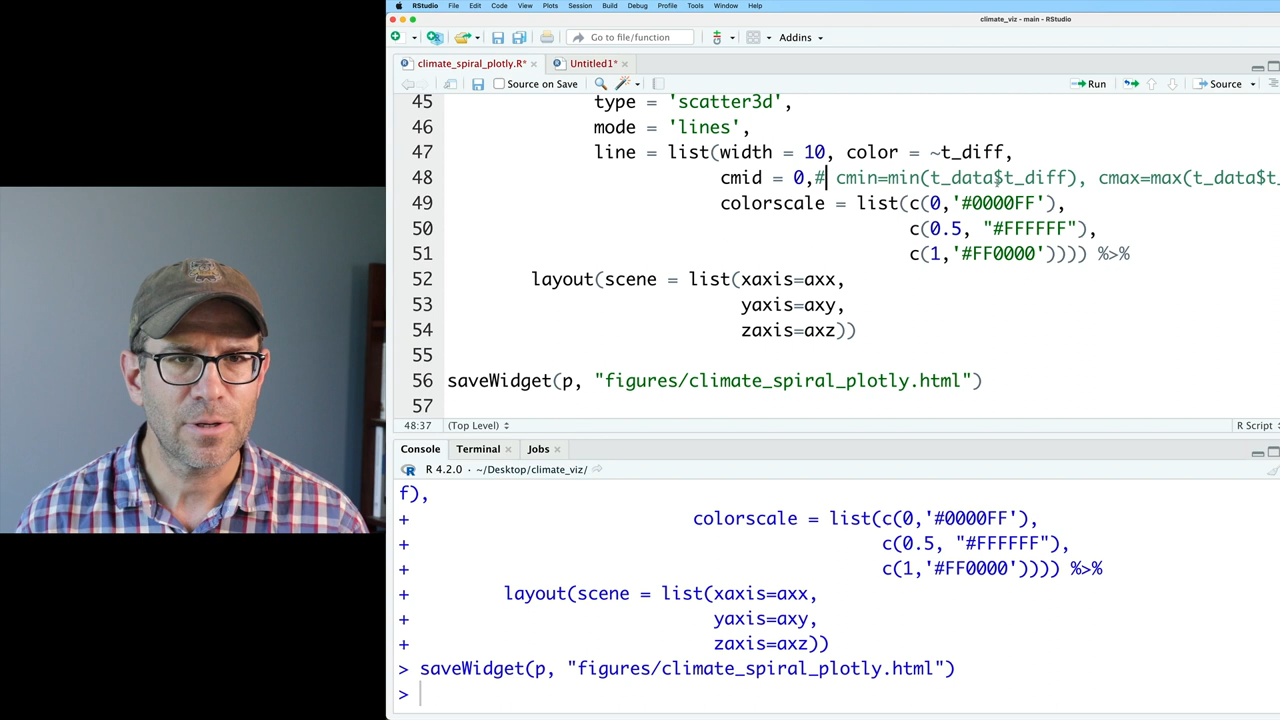 RStudio File Edit Code View Plots Session Build Debug Profile Tools Window Help
climate_viz - main - RStudio
Go to file/function Addins
climate_spiral_plotly.R* Untitled1*
Source on Save Run Source
45 type = 'scatter3d',
46 mode = 'lines',
47 line = list(width = 10, color = ~t_diff,
48 cmid = 0,# cmin=min(t_data$t_diff), cmax=max(t_data$t_
49 colorscale = list(c(0,'#0000FF'),
50 c(0.5, "#FFFFFF"),
51 c(1,'#FF0000')))) %>%
52 layout(scene = list(xaxis=axx,
53 yaxis=axy,
54 zaxis=axz))
55
56 saveWidget(p, "figures/climate_spiral_plotly.html")
57
48:37 (Top Level) R Script
Console Terminal Jobs
R 4.2.0 · ~/Desktop/climate_viz/
f),
+ colorscale = list(c(0,'#0000FF'),
+ c(0.5, "#FFFFFF"),
+ c(1,'#FF0000')))) %>%
+ layout(scene = list(xaxis=axx,
+ yaxis=axy,
+ zaxis=axz))
> saveWidget(p, "figures/climate_spiral_plotly.html")
>